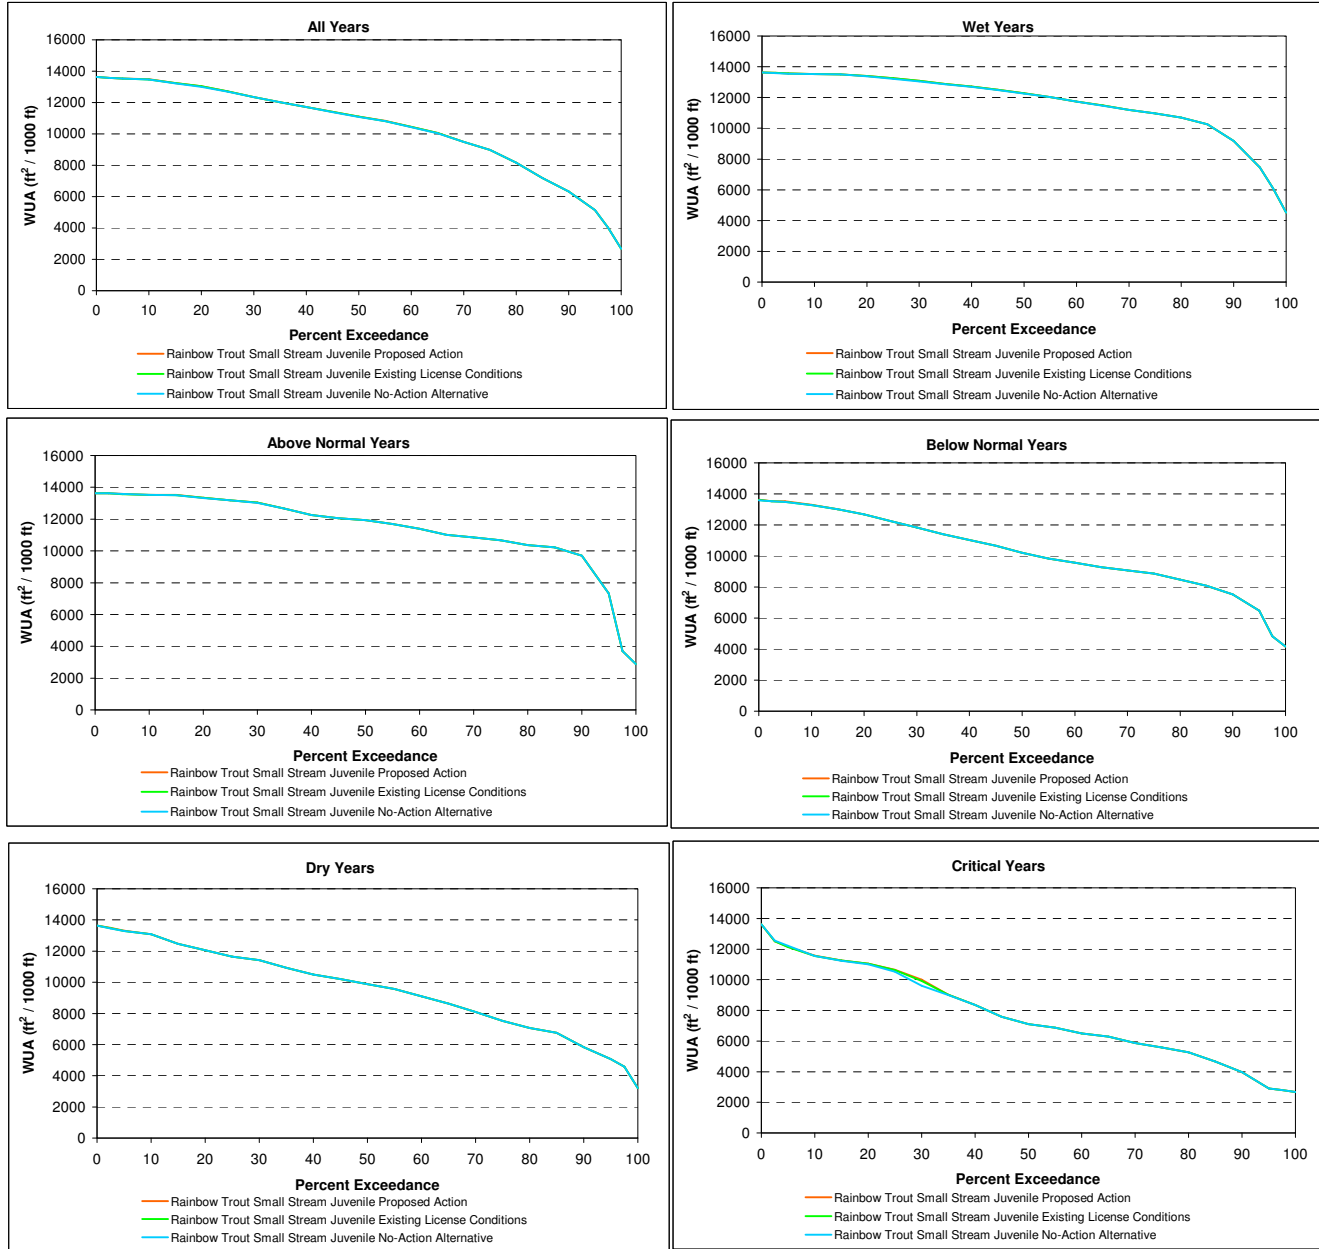 All Years
16000
14000
12000
10000
8000
6000
4000
2000
0
WUA (ft² / 1000 ft)
0 10 20 30 40 50 60 70 80 90 100
Percent Exceedance
Rainbow Trout Small Stream Juvenile Proposed Action
Rainbow Trout Small Stream Juvenile Existing License Conditions
Rainbow Trout Small Stream Juvenile No-Action Alternative
Wet Years
16000
14000
12000
10000
8000
6000
4000
2000
0
WUA (ft² / 1000 ft)
0 10 20 30 40 50 60 70 80 90 100
Percent Exceedance
Rainbow Trout Small Stream Juvenile Proposed Action
Rainbow Trout Small Stream Juvenile Existing License Conditions
Rainbow Trout Small Stream Juvenile No-Action Alternative
Above Normal Years
16000
14000
12000
10000
8000
6000
4000
2000
0
WUA (ft² / 1000 ft)
0 10 20 30 40 50 60 70 80 90 100
Percent Exceedance
Rainbow Trout Small Stream Juvenile Proposed Action
Rainbow Trout Small Stream Juvenile Existing License Conditions
Rainbow Trout Small Stream Juvenile No-Action Alternative
Below Normal Years
16000
14000
12000
10000
8000
6000
4000
2000
0
WUA (ft² / 1000 ft)
0 10 20 30 40 50 60 70 80 90 100
Percent Exceedance
Rainbow Trout Small Stream Juvenile Proposed Action
Rainbow Trout Small Stream Juvenile Existing License Conditions
Rainbow Trout Small Stream Juvenile No-Action Alternative
Dry Years
16000
14000
12000
10000
8000
6000
4000
2000
0
WUA (ft² / 1000 ft)
0 10 20 30 40 50 60 70 80 90 100
Percent Exceedance
Rainbow Trout Small Stream Juvenile Proposed Action
Rainbow Trout Small Stream Juvenile Existing License Conditions
Rainbow Trout Small Stream Juvenile No-Action Alternative
Critical Years
16000
14000
12000
10000
8000
6000
4000
2000
0
WUA (ft² / 1000 ft)
0 10 20 30 40 50 60 70 80 90 100
Percent Exceedance
Rainbow Trout Small Stream Juvenile Proposed Action
Rainbow Trout Small Stream Juvenile Existing License Conditions
Rainbow Trout Small Stream Juvenile No-Action Alternative